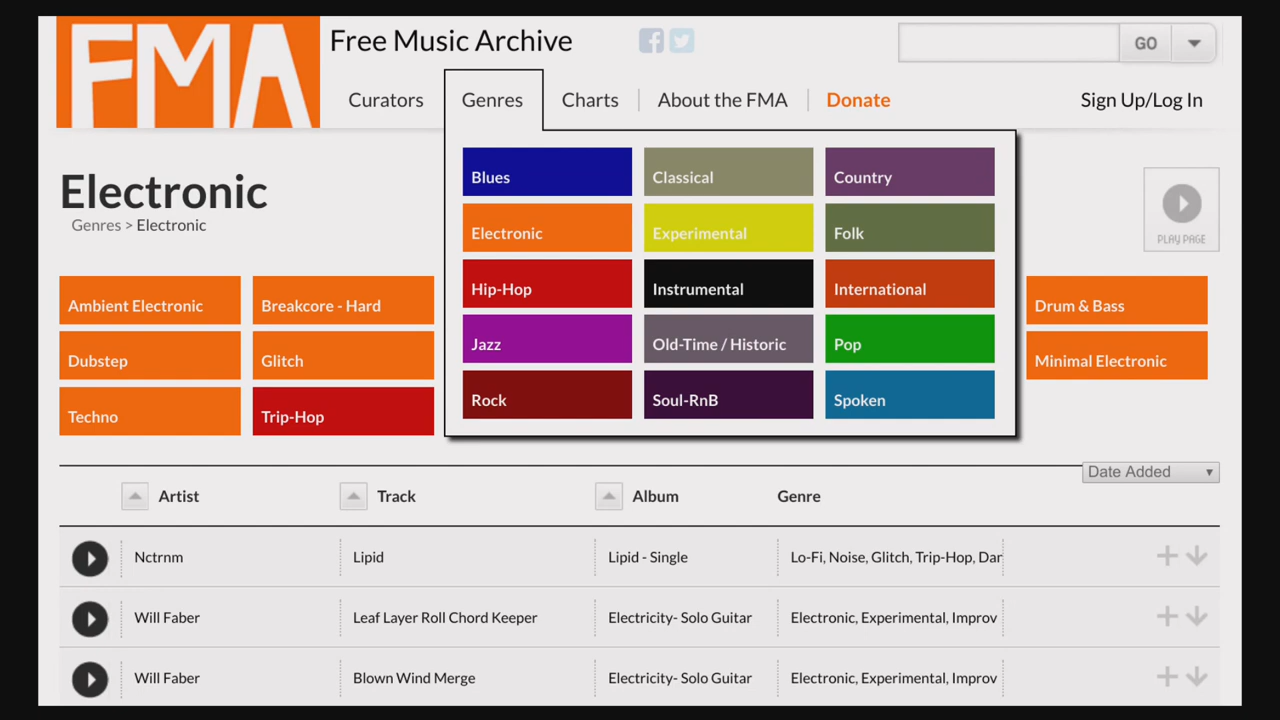 FMA
Free Music Archive
GO
Curators
Genres
Charts
About the FMA
Donate
Sign Up/Log In
Blues
Classical
Country
Electronic
Genres > Electronic
PLAY PAGE
Electronic
Experimental
Folk
Hip-Hop
Instrumental
International
Jazz
Old-Time / Historic
Pop
Rock
Soul-RnB
Spoken
Ambient Electronic
Breakcore - Hard
Drum & Bass
Dubstep
Glitch
Minimal Electronic
Techno
Trip-Hop
Date Added
Artist
Track
Album
Genre
Nctrnm
Lipid
Lipid - Single
Lo-Fi, Noise, Glitch, Trip-Hop, Dan
Will Faber
Leaf Layer Roll Chord Keeper
Electricity- Solo Guitar
Electronic, Experimental, Improv
Will Faber
Blown Wind Merge
Electricity- Solo Guitar
Electronic, Experimental, Improv